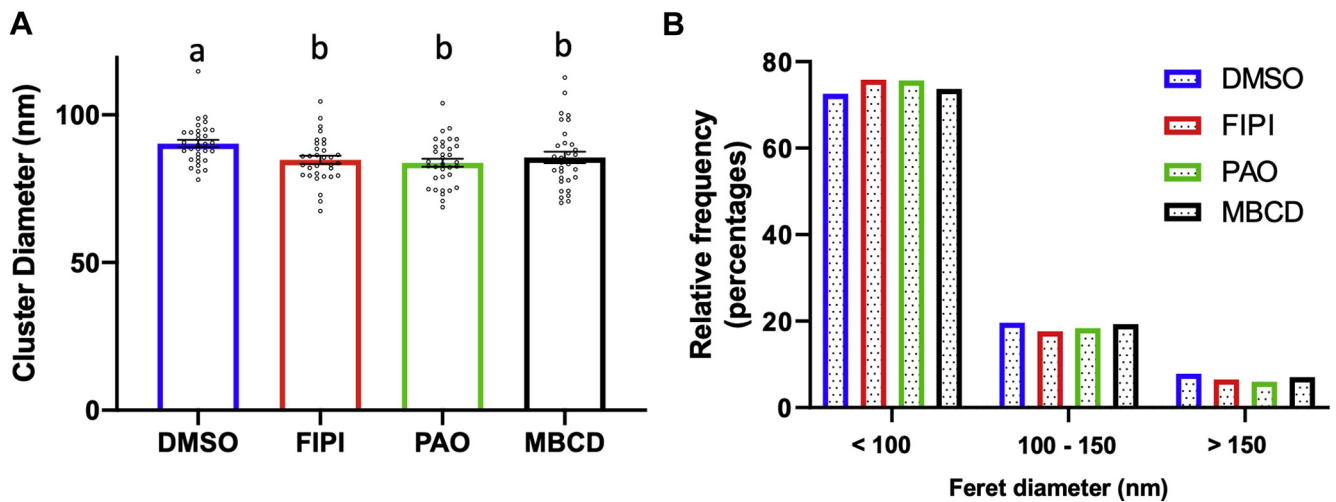 A
a b b b
Cluster Diameter (nm)
100
50
0
DMSO FIPI PAO MBCD
B
Relative frequency
(percentages)
80
60
40
20
0
DMSO
FIPI
PAO
MBCD
< 100 100 - 150 > 150
Feret diameter (nm)